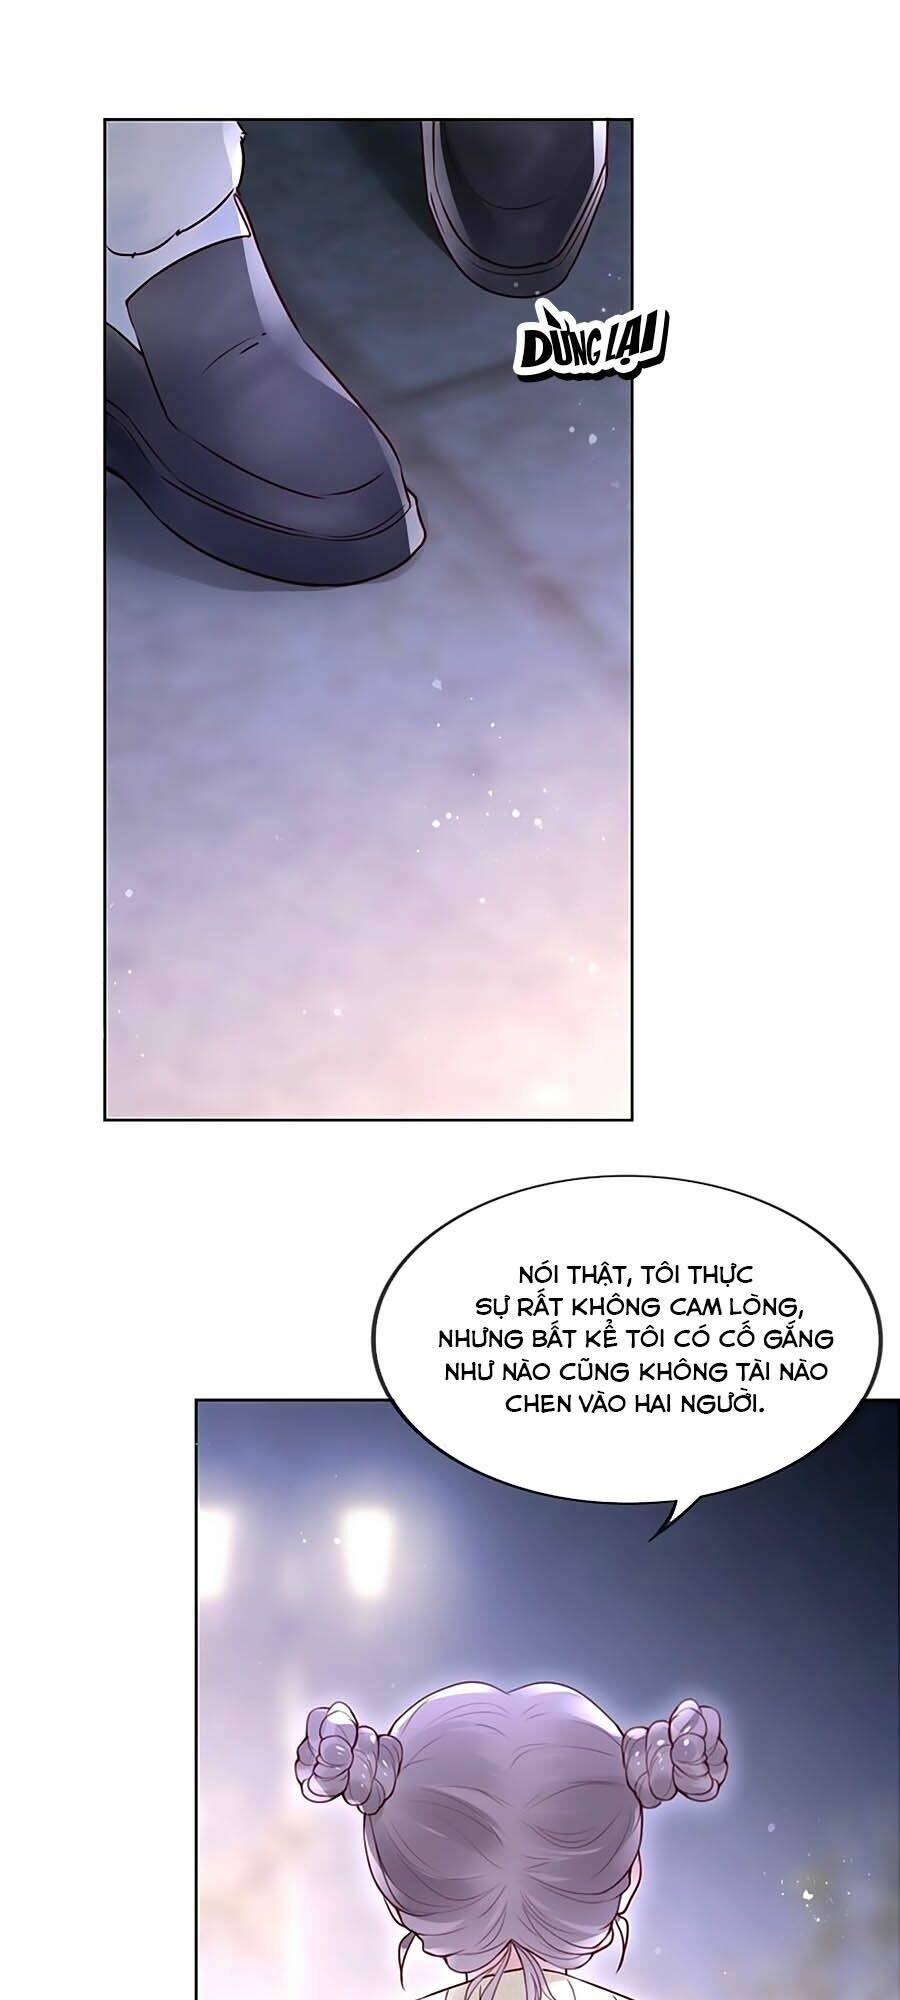 DỪNG LẠI
NÓI THẬT, TÔI THỰC
SỰ RẤT KHÔNG CAM LÒNG,
NHƯNG BẤT KỂ TÔI CÓ CỐ GẮNG
NHƯ NÀO CŨNG KHÔNG TÀI NÀO
CHEN VÀO HAI NGƯỜI.